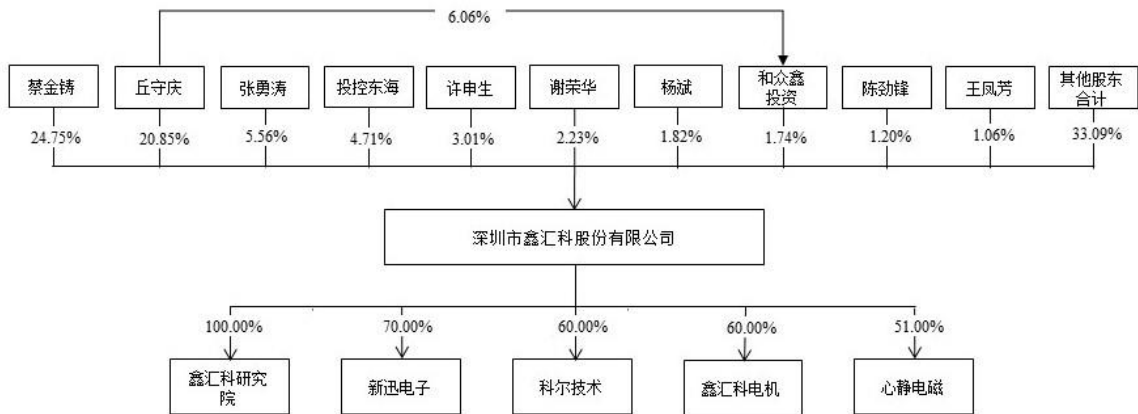 6.06%
蔡金铸
丘守庆
张勇涛
投控东海
许申生
谢荣华
杨斌
和众鑫
投资
陈劲锋
王凤芳
其他股东
合计
24.75%
20.85%
5.56%
4.71%
3.01%
2.23%
1.82%
1.74%
1.20%
1.06%
33.09%
深圳市鑫汇科股份有限公司
100.00%
70.00%
60.00%
60.00%
51.00%
鑫汇科研究
院
新迅电子
科尔技术
鑫汇科电机
心静电磁